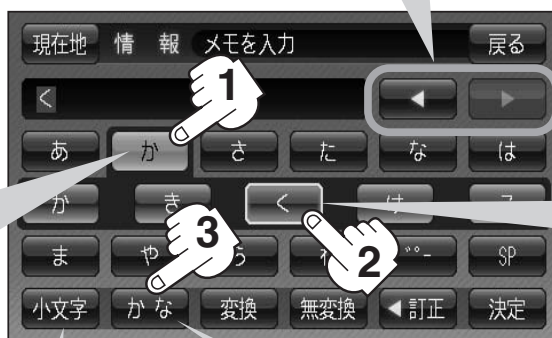 現在地 情 報 メモを入力 戻る
く ◀ ▶
1
あ か さ た な は
か き く
3
2
ま や ゛゜ー SP
小文字 かな 変換 無変換 ◀訂正 決定